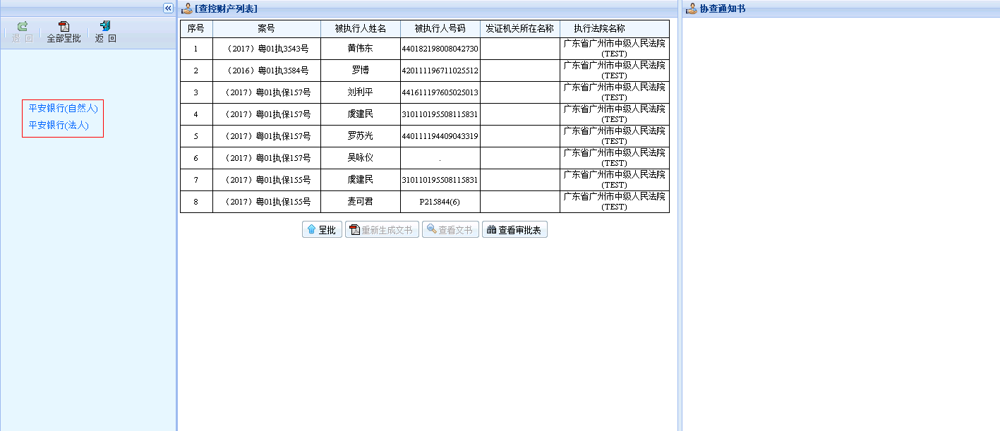 退 回 全部呈批 返 回
平安银行(自然人)
平安银行(法人)
[查控财产列表]
序号 案号 被执行人姓名 被执行人号码 发证机关所在名称 执行法院名称
1 （2017）粤01执3543号 黄伟东 440182198008042730 广东省广州市中级人民法院(TEST)
2 （2016）粤01执3584号 罗博 420111196711025512 广东省广州市中级人民法院(TEST)
3 （2017）粤01执保157号 刘利平 441611197605025013 广东省广州市中级人民法院(TEST)
4 （2017）粤01执保157号 虞建民 310110195508115831 广东省广州市中级人民法院(TEST)
5 （2017）粤01执保157号 罗苏光 440111194409043319 广东省广州市中级人民法院(TEST)
6 （2017）粤01执保157号 吴咏仪 . 广东省广州市中级人民法院(TEST)
7 （2017）粤01执保155号 虞建民 310110195508115831 广东省广州市中级人民法院(TEST)
8 （2017）粤01执保155号 麦可君 P215844(6) 广东省广州市中级人民法院(TEST)
呈批 重新生成文书 查看文书 查看审批表
协查通知书